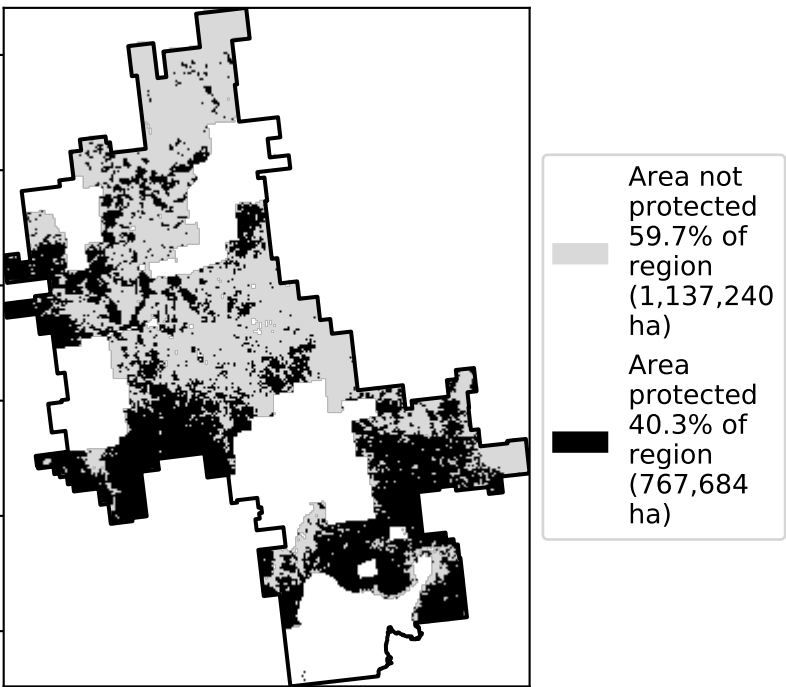 Area not
protected
59.7% of
region
(1,137,240
ha)
Area
protected
40.3% of
region
(767,684
ha)